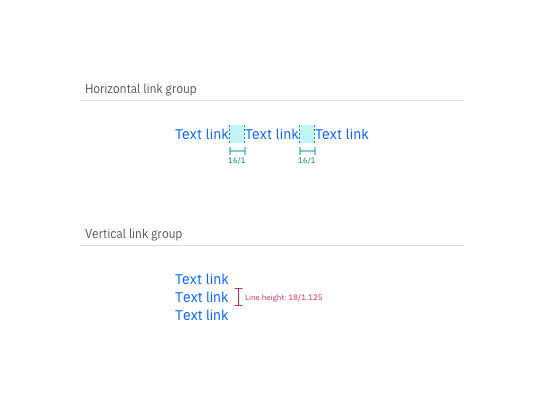 Horizontal link group
Text link Text link Text link
16/1 16/1
Vertical link group
Text link
Text link Line height: 18/1.125
Text link